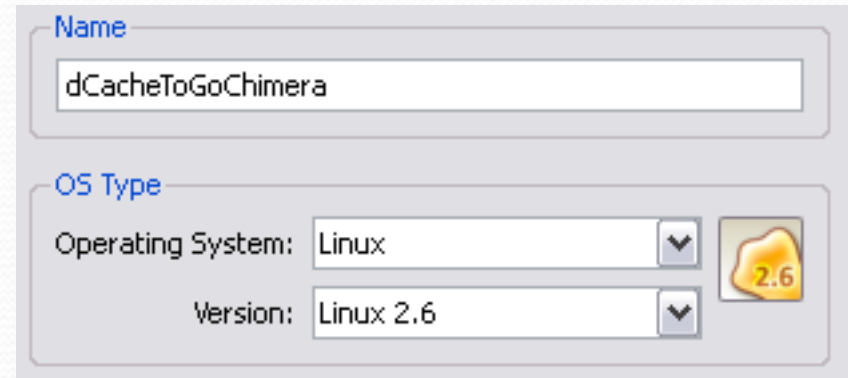 Name
dCacheToGoChimera
OS Type
Operating System: Linux
2.6
Version: Linux 2.6